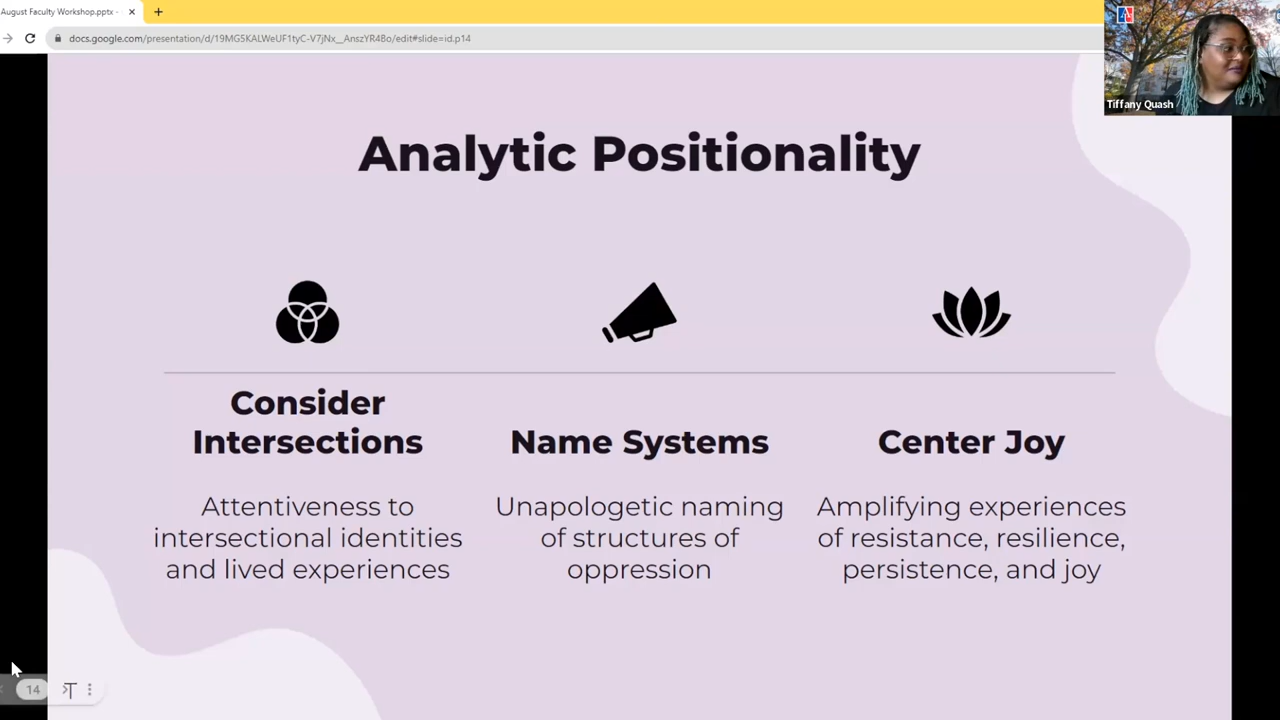 August Faculty Workshop.pptx -
docs.google.com/presentation/d/19MG5KALWeUF1tyC-V7jNx__AnszYR4Bo/edit#slide=id.p14
Tiffany Quash
Analytic Positionality
Consider
Intersections
Attentiveness to
intersectional identities
and lived experiences
Name Systems
Unapologetic naming
of structures of
oppression
Center Joy
Amplifying experiences
of resistance, resilience,
persistence, and joy
14